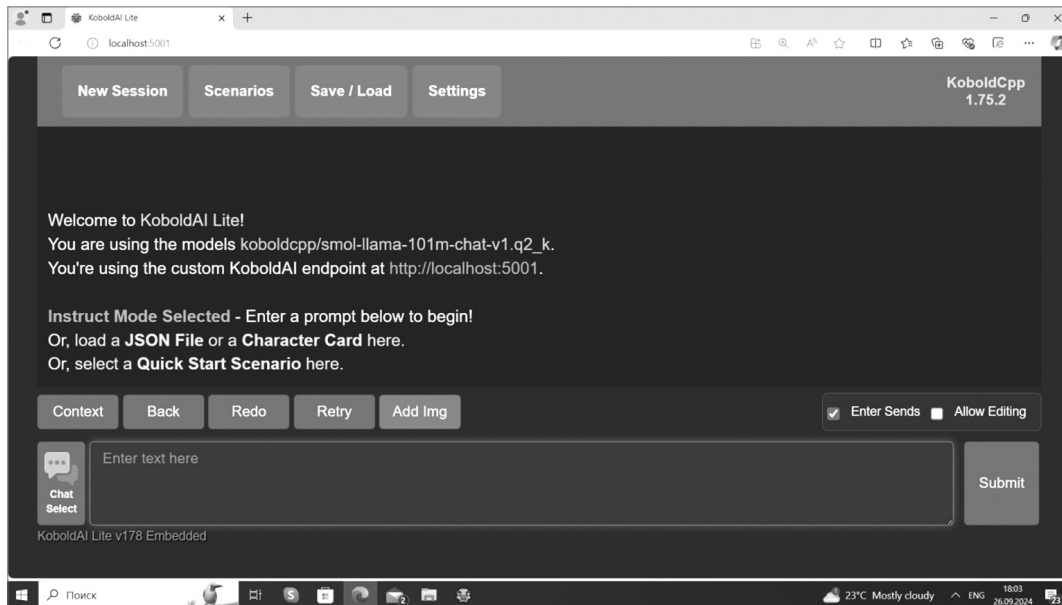 KoboldAI Lite
localhost:5001
New Session Scenarios Save / Load Settings
KoboldCpp
1.75.2
Welcome to KoboldAI Lite!
You are using the models koboldcpp/smol-llama-101m-chat-v1.q2_k.
You're using the custom KoboldAI endpoint at http://localhost:5001.
Instruct Mode Selected - Enter a prompt below to begin!
Or, load a JSON File or a Character Card here.
Or, select a Quick Start Scenario here.
Context Back Redo Retry Add Img Enter Sends Allow Editing
Enter text here
Chat
Select
Submit
KoboldAI Lite v178 Embedded
Поиск 2 23°C Mostly cloudy ENG 18:03
26.09.2024 23